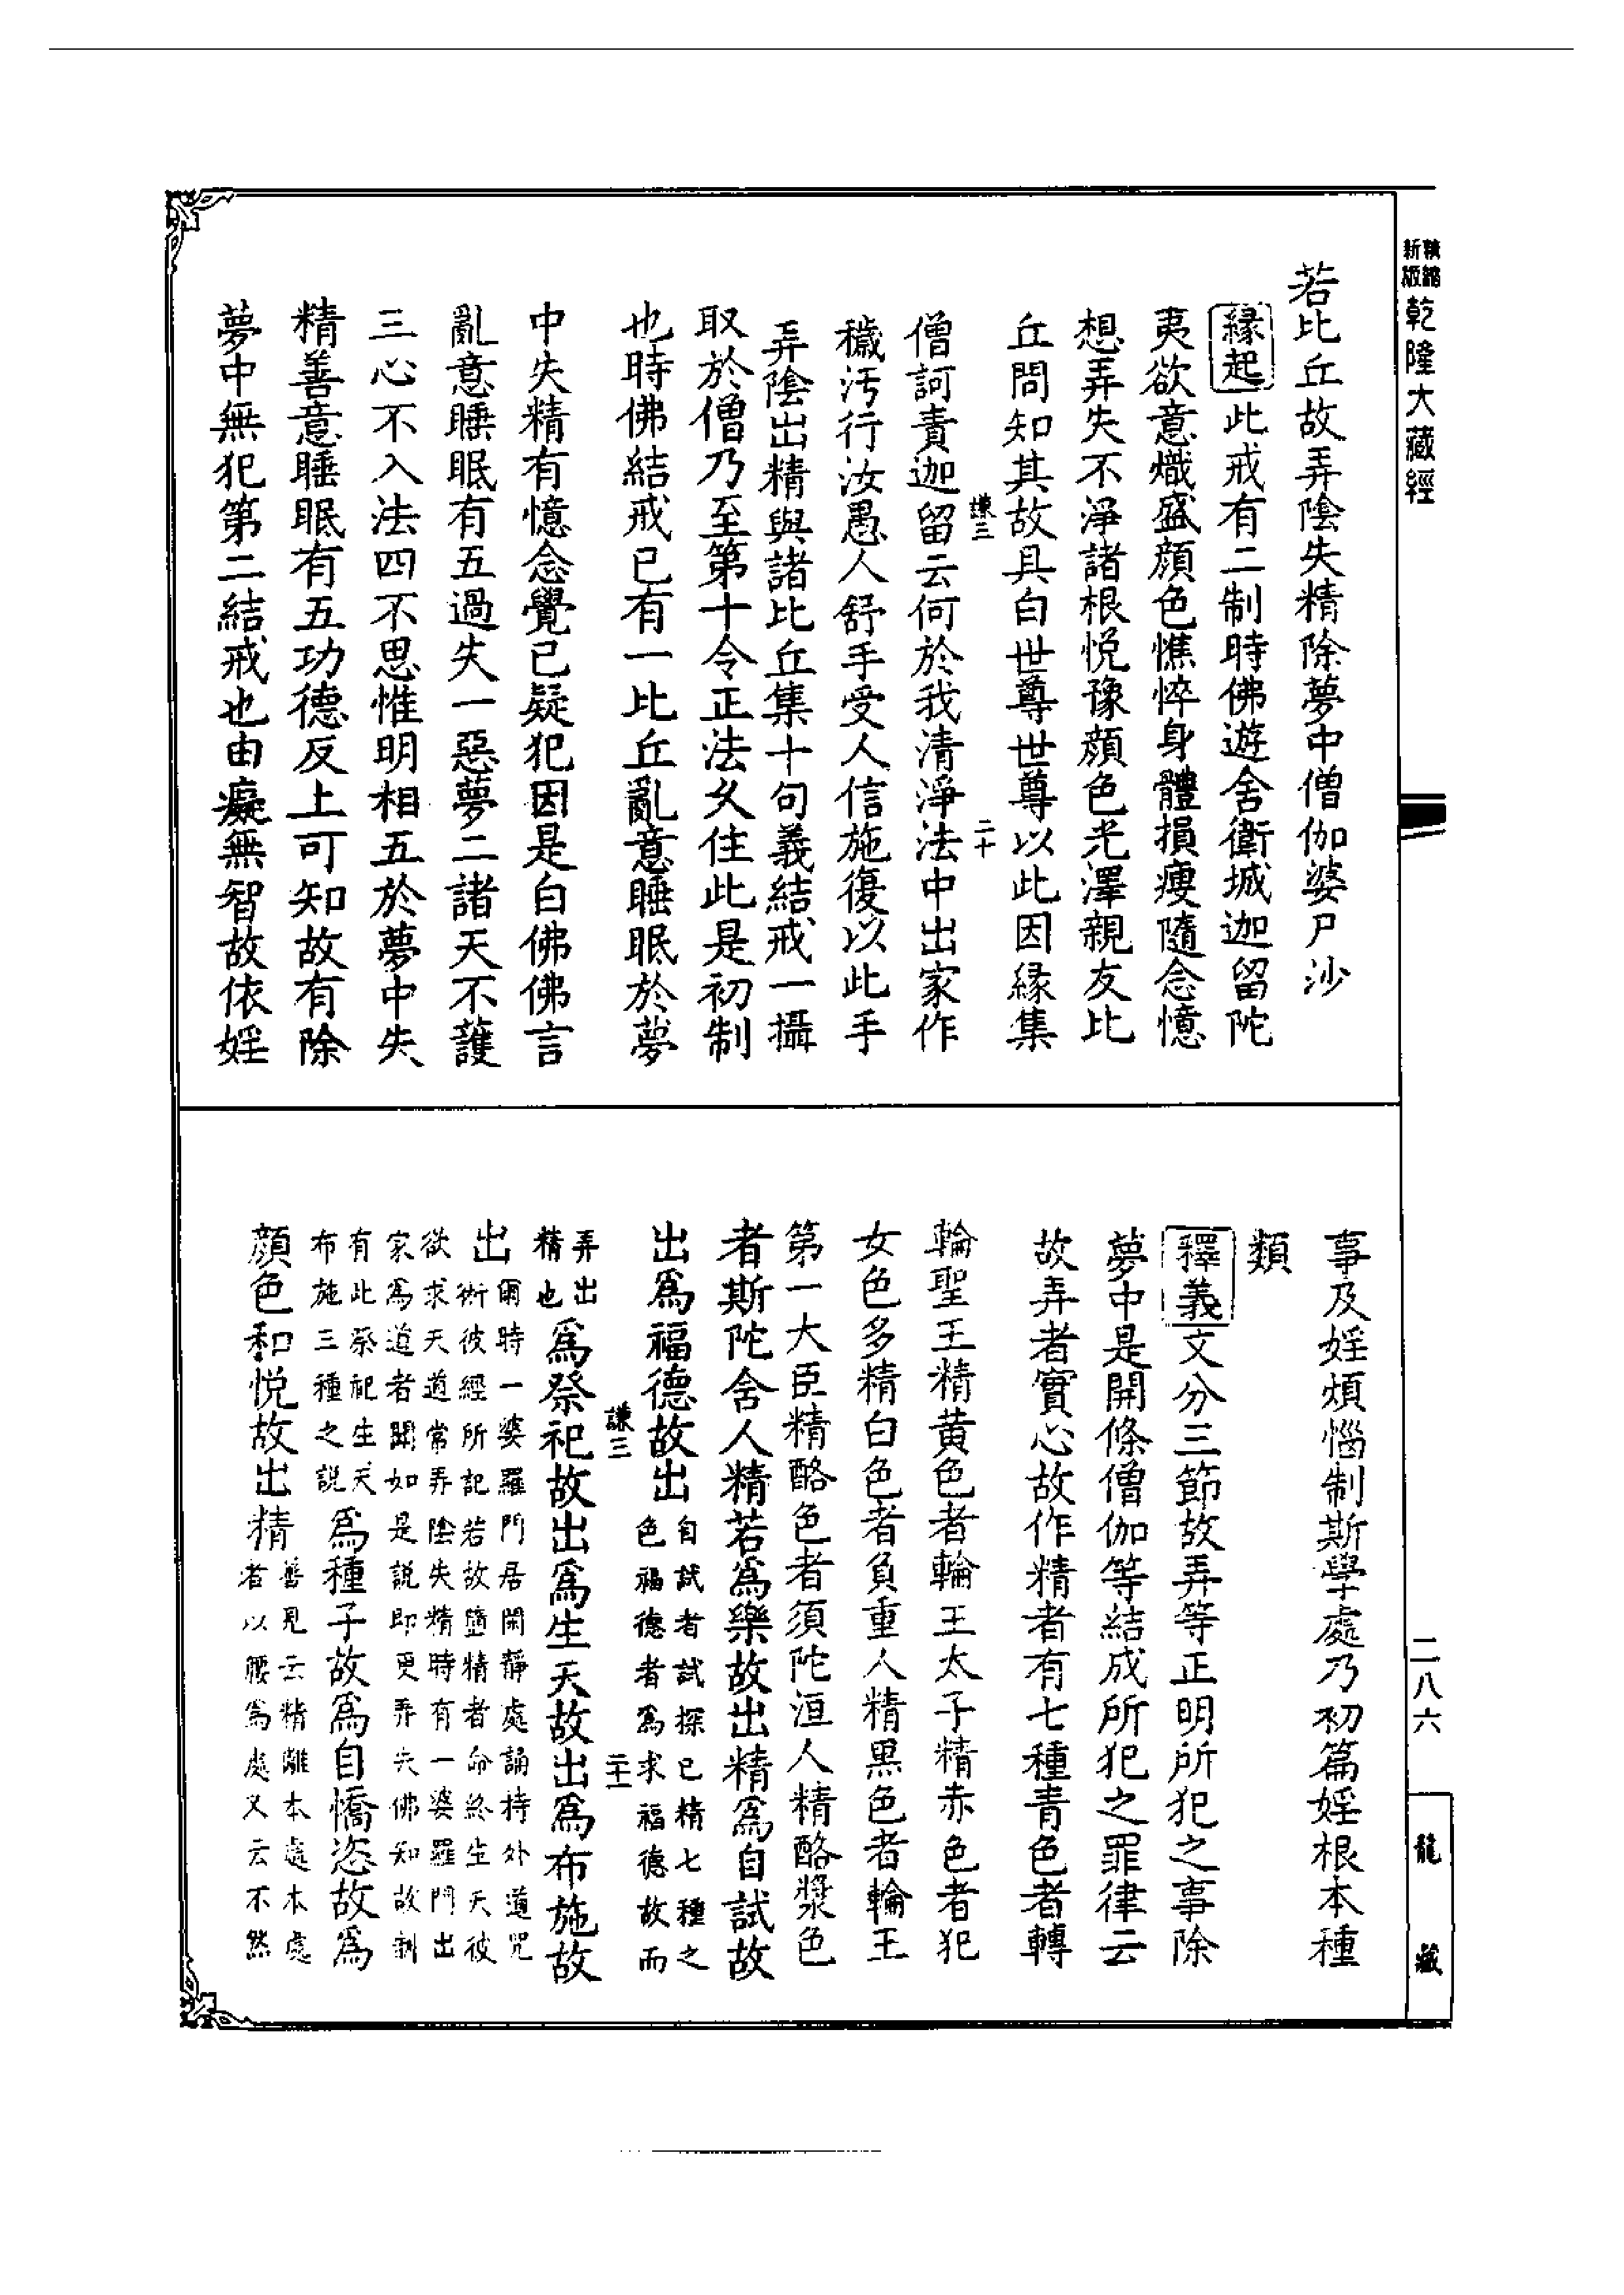 精縮
新版
乾隆大藏經
若比丘故弄陰失精除夢中僧伽婆尸沙
緣起此戒有二制時佛遊舍衛城迦留陀
夷欲意熾盛顏色憔悴身體損瘦隨念憶
想弄失不淨諸根悅豫顏色光澤親友比
丘問知其故具白世尊世尊以此因緣集
謙三
二十
僧訶責迦留云何於我清淨法中出家作
穢污行汝愚人舒手受人信施復以此手
弄陰出精與諸比丘集十句義結戒一攝
取於僧乃至第十令正法久住此是初制
也時佛結戒已有一比丘亂意睡眠於夢
中失精有憶念覺已疑犯因是白佛佛言
亂意睡眠有五過失一惡夢二諸天不護
三心不入法四不思惟明相五於夢中失
精善意睡眠有五功德反上可知故有除
夢中無犯第二結戒也由癡無智故依婬
事及婬煩惱制斯學處乃初篇婬根本種
類
釋義文分三節故弄等正明所犯之事除
夢中是開條僧伽等結成所犯之罪律云
故弄者實心故作精者有七種青色者轉
輪聖王精黃色者輪王太子精赤色者犯
女色多精白色者負重人精黑色者輪王
第一大臣精酪色者須陀洹人精酪漿色
者斯陀含人精若為樂故出精為自試故
出為福德故出自試者試探已精七種之
色福德者為求福德故而
謙三
二十一
弄出
精也為祭祀故出為生天故出為布施故
出爾時一婆羅門居閑靜處誦持外道咒
術彼經所記若故墮精者命終生天彼
欲求天道常弄陰失精時有一婆羅門出
家為道者聞如是說即更弄失佛知故制
有此祭祀生天
布施三種之說為種子故為自憍恣故為
顏色和悅故出精善見云精離本處本處
者以腰為處又云不然
二八六
龍藏